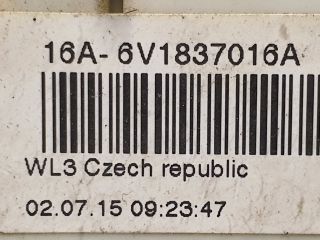 16A- 6V1837016A
WL3 Czech republic
02.07.15 09:23:47